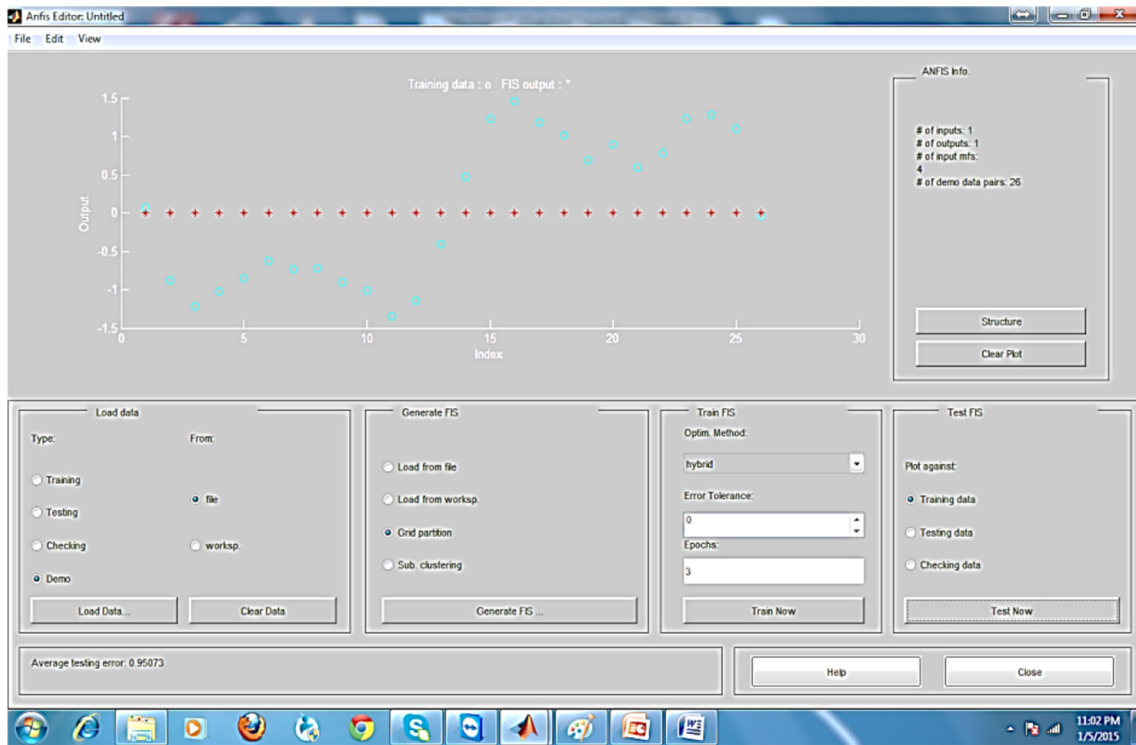 Anfis Editor: Untitled
File Edit View
Training data : o FIS output : *
1.5
1
0.5
0
-0.5
-1
-1.5
Output
0 5 10 15 20 25 30
Index
ANFIS Info.
# of inputs: 1
# of outputs: 1
# of input mfs:
4
# of demo data pairs: 26
Structure
Clear Plot
Load data
Type:
From:
Training
Testing
Checking
Demo
file
worksp.
Load Data...
Clear Data
Generate FIS
Load from file
Load from worksp.
Grid partition
Sub. clustering
Generate FIS ...
Train FIS
Optim. Method:
hybrid
Error Tolerance:
0
Epochs:
3
Train Now
Test FIS
Plot against:
Training data
Testing data
Checking data
Test Now
Average testing error: 0.95073
Help
Close
11:02 PM
1/5/2015